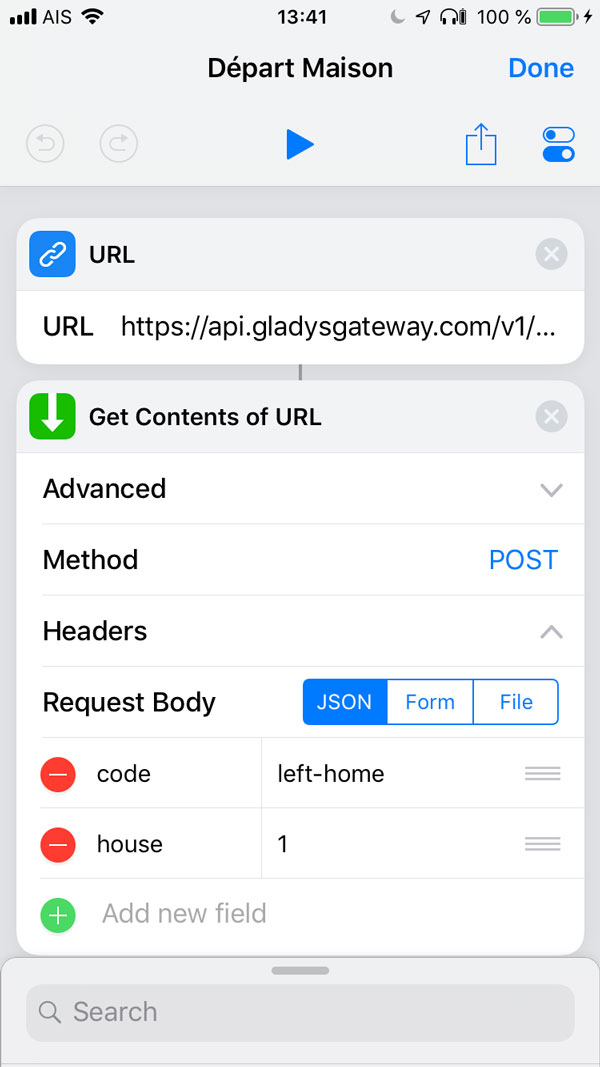 AIS 13:41 100 %
Départ Maison Done
URL
URL https://api.gladysgateway.com/v1/...
Get Contents of URL
Advanced
Method POST
Headers
Request Body JSON Form File
code left-home
house 1
Add new field
Search